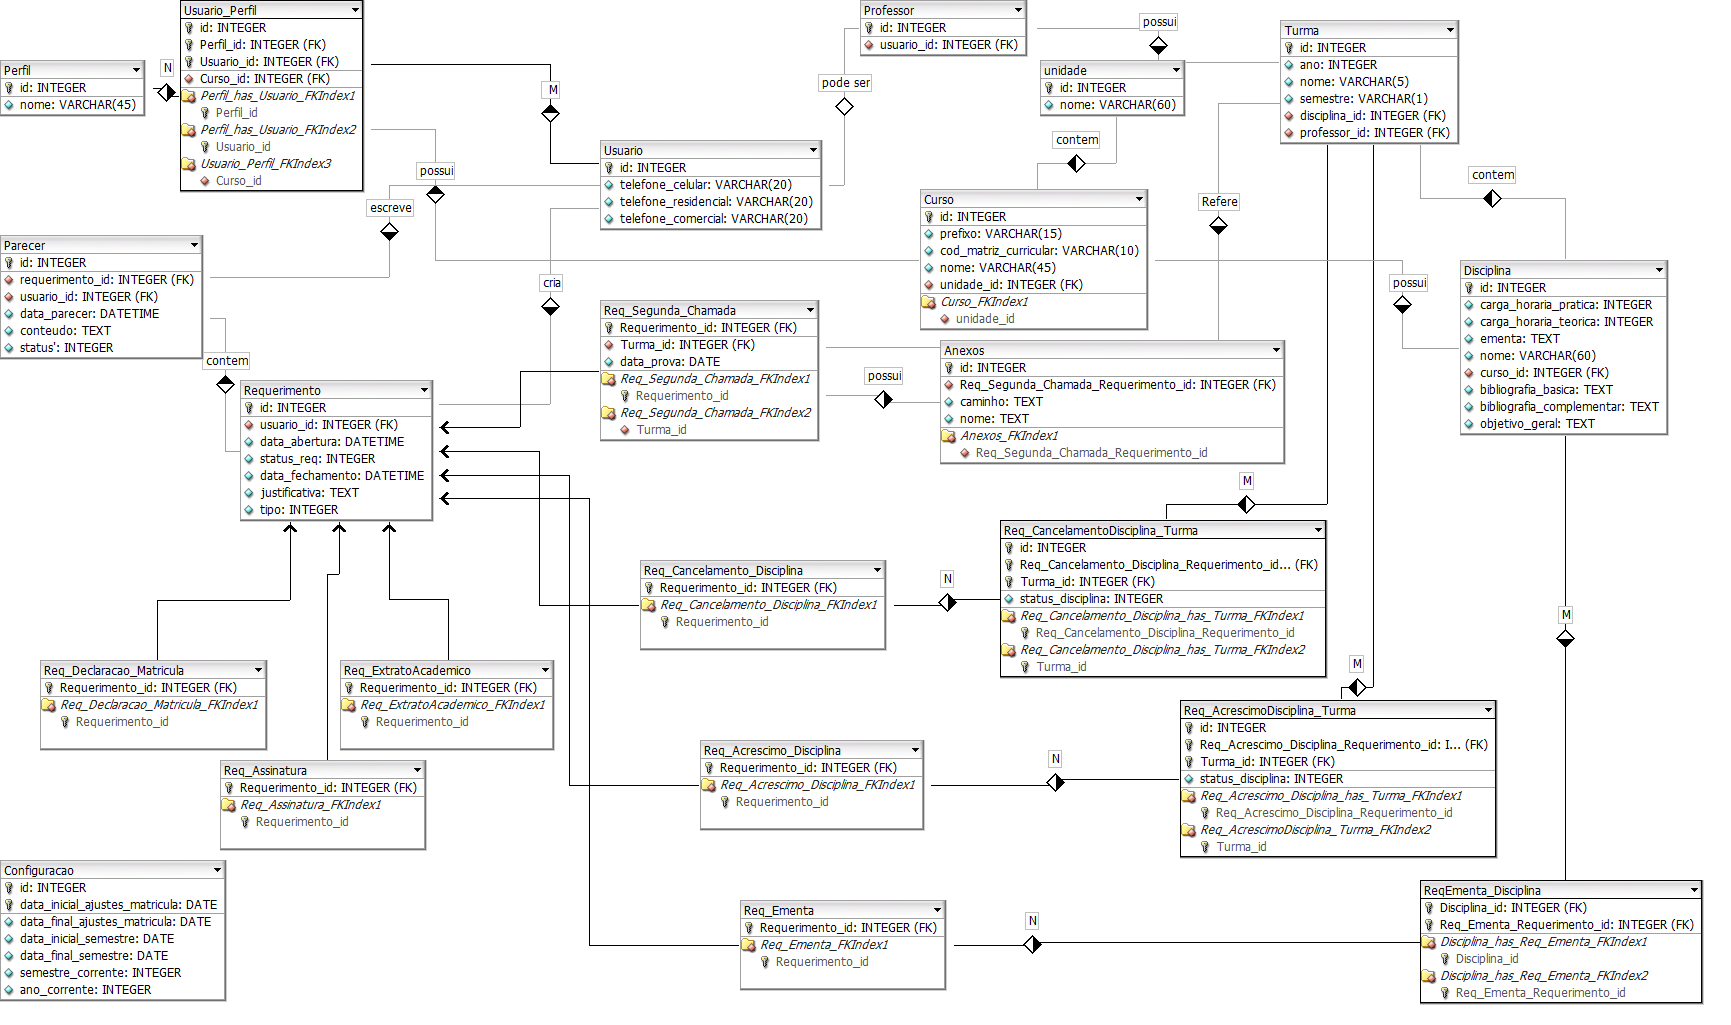 Usuario_Perfil
id: INTEGER
Perfil_id: INTEGER (FK)
Usuario_id: INTEGER (FK)
Curso_id: INTEGER (FK)
Perfil_has_Usuario_FKIndex1
Perfil_id
Perfil_has_Usuario_FKIndex2
Usuario_id
Usuario_Perfil_FKIndex3
Curso_id
Professor
id: INTEGER
usuario_id: INTEGER (FK)
possui
Turma
id: INTEGER
ano: INTEGER
nome: VARCHAR(5)
semestre: VARCHAR(1)
disciplina_id: INTEGER (FK)
professor_id: INTEGER (FK)
Perfil
id: INTEGER
nome: VARCHAR(45)
N
M
pode ser
unidade
id: INTEGER
nome: VARCHAR(60)
contem
Usuario
id: INTEGER
telefone_celular: VARCHAR(20)
telefone_residencial: VARCHAR(20)
telefone_comercial: VARCHAR(20)
possui
escreve
contem
Refere
Curso
id: INTEGER
prefixo: VARCHAR(15)
cod_matriz_curricular: VARCHAR(10)
nome: VARCHAR(45)
unidade_id: INTEGER (FK)
Curso_FKIndex1
unidade_id
Parecer
id: INTEGER
requerimento_id: INTEGER (FK)
usuario_id: INTEGER (FK)
data_parecer: DATETIME
conteudo: TEXT
status': INTEGER
contem
cria
possui
Disciplina
id: INTEGER
carga_horaria_pratica: INTEGER
carga_horaria_teorica: INTEGER
ementa: TEXT
nome: VARCHAR(60)
curso_id: INTEGER (FK)
bibliografia_basica: TEXT
bibliografia_complementar: TEXT
objetivo_geral: TEXT
Req_Segunda_Chamada
Requerimento_id: INTEGER (FK)
Turma_id: INTEGER (FK)
data_prova: DATE
Req_Segunda_Chamada_FKIndex1
Requerimento_id
Req_Segunda_Chamada_FKIndex2
Turma_id
possui
Anexos
id: INTEGER
Req_Segunda_Chamada_Requerimento_id: INTEGER (FK)
caminho: TEXT
nome: TEXT
Anexos_FKIndex1
Req_Segunda_Chamada_Requerimento_id
Requerimento
id: INTEGER
usuario_id: INTEGER (FK)
data_abertura: DATETIME
status_req: INTEGER
data_fechamento: DATETIME
justificativa: TEXT
tipo: INTEGER
M
Req_CancelamentoDisciplina_Turma
id: INTEGER
Req_Cancelamento_Disciplina_Requerimento_id... (FK)
Turma_id: INTEGER (FK)
status_disciplina: INTEGER
Req_Cancelamento_Disciplina_has_Turma_FKIndex1
Req_Cancelamento_Disciplina_Requerimento_id
Req_Cancelamento_Disciplina_has_Turma_FKIndex2
Turma_id
Req_Cancelamento_Disciplina
Requerimento_id: INTEGER (FK)
Req_Cancelamento_Disciplina_FKIndex1
Requerimento_id
N
M
M
Req_Declaracao_Matricula
Requerimento_id: INTEGER (FK)
Req_Declaracao_Matricula_FKIndex1
Requerimento_id
Req_ExtratoAcademico
Requerimento_id: INTEGER (FK)
Req_ExtratoAcademico_FKIndex1
Requerimento_id
Req_AcrescimoDisciplina_Turma
id: INTEGER
Req_Acrescimo_Disciplina_Requerimento_id: I... (FK)
Turma_id: INTEGER (FK)
status_disciplina: INTEGER
Req_Acrescimo_Disciplina_has_Turma_FKIndex1
Req_Acrescimo_Disciplina_Requerimento_id
Req_AcrescimoDisciplina_Turma_FKIndex2
Turma_id
Req_Acrescimo_Disciplina
Requerimento_id: INTEGER (FK)
Req_Acrescimo_Disciplina_FKIndex1
Requerimento_id
N
Req_Assinatura
Requerimento_id: INTEGER (FK)
Req_Assinatura_FKIndex1
Requerimento_id
Configuracao
id: INTEGER
data_inicial_ajustes_matricula: DATE
data_final_ajustes_matricula: DATE
data_inicial_semestre: DATE
data_final_semestre: DATE
semestre_corrente: INTEGER
ano_corrente: INTEGER
Req_Ementa
Requerimento_id: INTEGER (FK)
Req_Ementa_FKIndex1
Requerimento_id
N
ReqEmenta_Disciplina
Disciplina_id: INTEGER (FK)
Req_Ementa_Requerimento_id: INTEGER (FK)
Disciplina_has_Req_Ementa_FKIndex1
Disciplina_id
Disciplina_has_Req_Ementa_FKIndex2
Req_Ementa_Requerimento_id